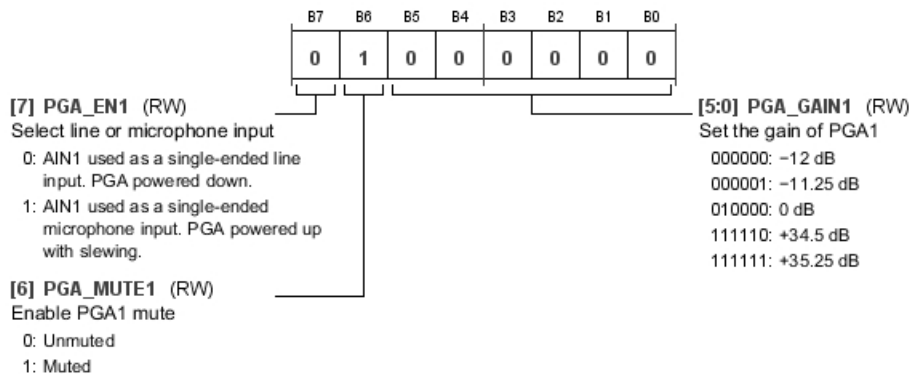 B7 B6 B5 B4 B3 B2 B1 B0
0 1 0 0 0 0 0 0
[7] PGA_EN1 (RW)
Select line or microphone input
0: AIN1 used as a single-ended line
input. PGA powered down.
1: AIN1 used as a single-ended
microphone input. PGA powered up
with slewing.
[6] PGA_MUTE1 (RW)
Enable PGA1 mute
0: Unmuted
1: Muted
[5:0] PGA_GAIN1 (RW)
Set the gain of PGA1
000000: −12 dB
000001: −11.25 dB
010000: 0 dB
111110: +34.5 dB
111111: +35.25 dB